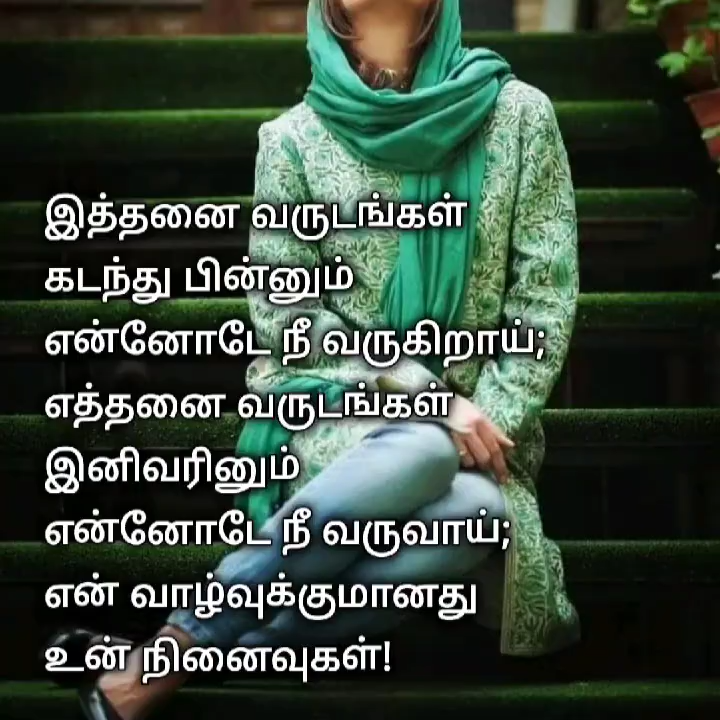 இத்தனை வருடங்கள்
கடந்து பின்னும்
என்னோடே நீ வருகிறாய்;
எத்தனை வருடங்கள்
இனிவரினும்
என்னோடே நீ வருவாய்;
என் வாழ்வுக்குமானது
உன் நினைவுகள்!